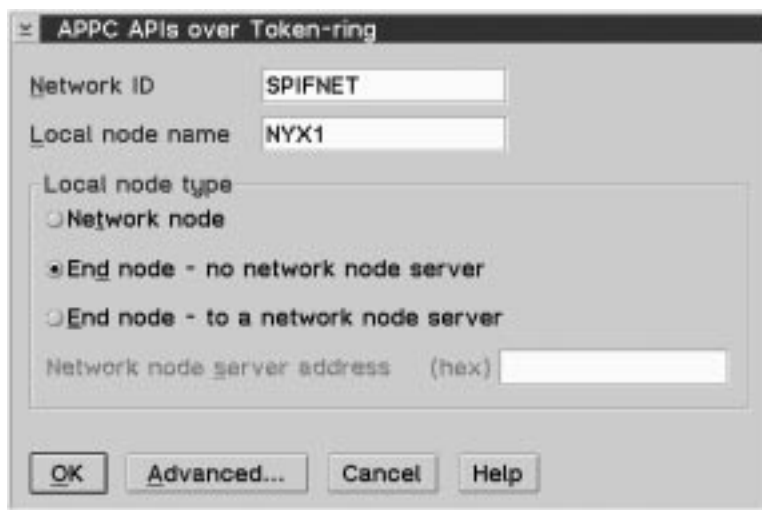 APPC APIs over Token-ring
Network ID SPIFNET
Local node name NYX1
Local node type
Network node
End node - no network node server
End node - to a network node server
Network node server address (hex)
OK Advanced... Cancel Help